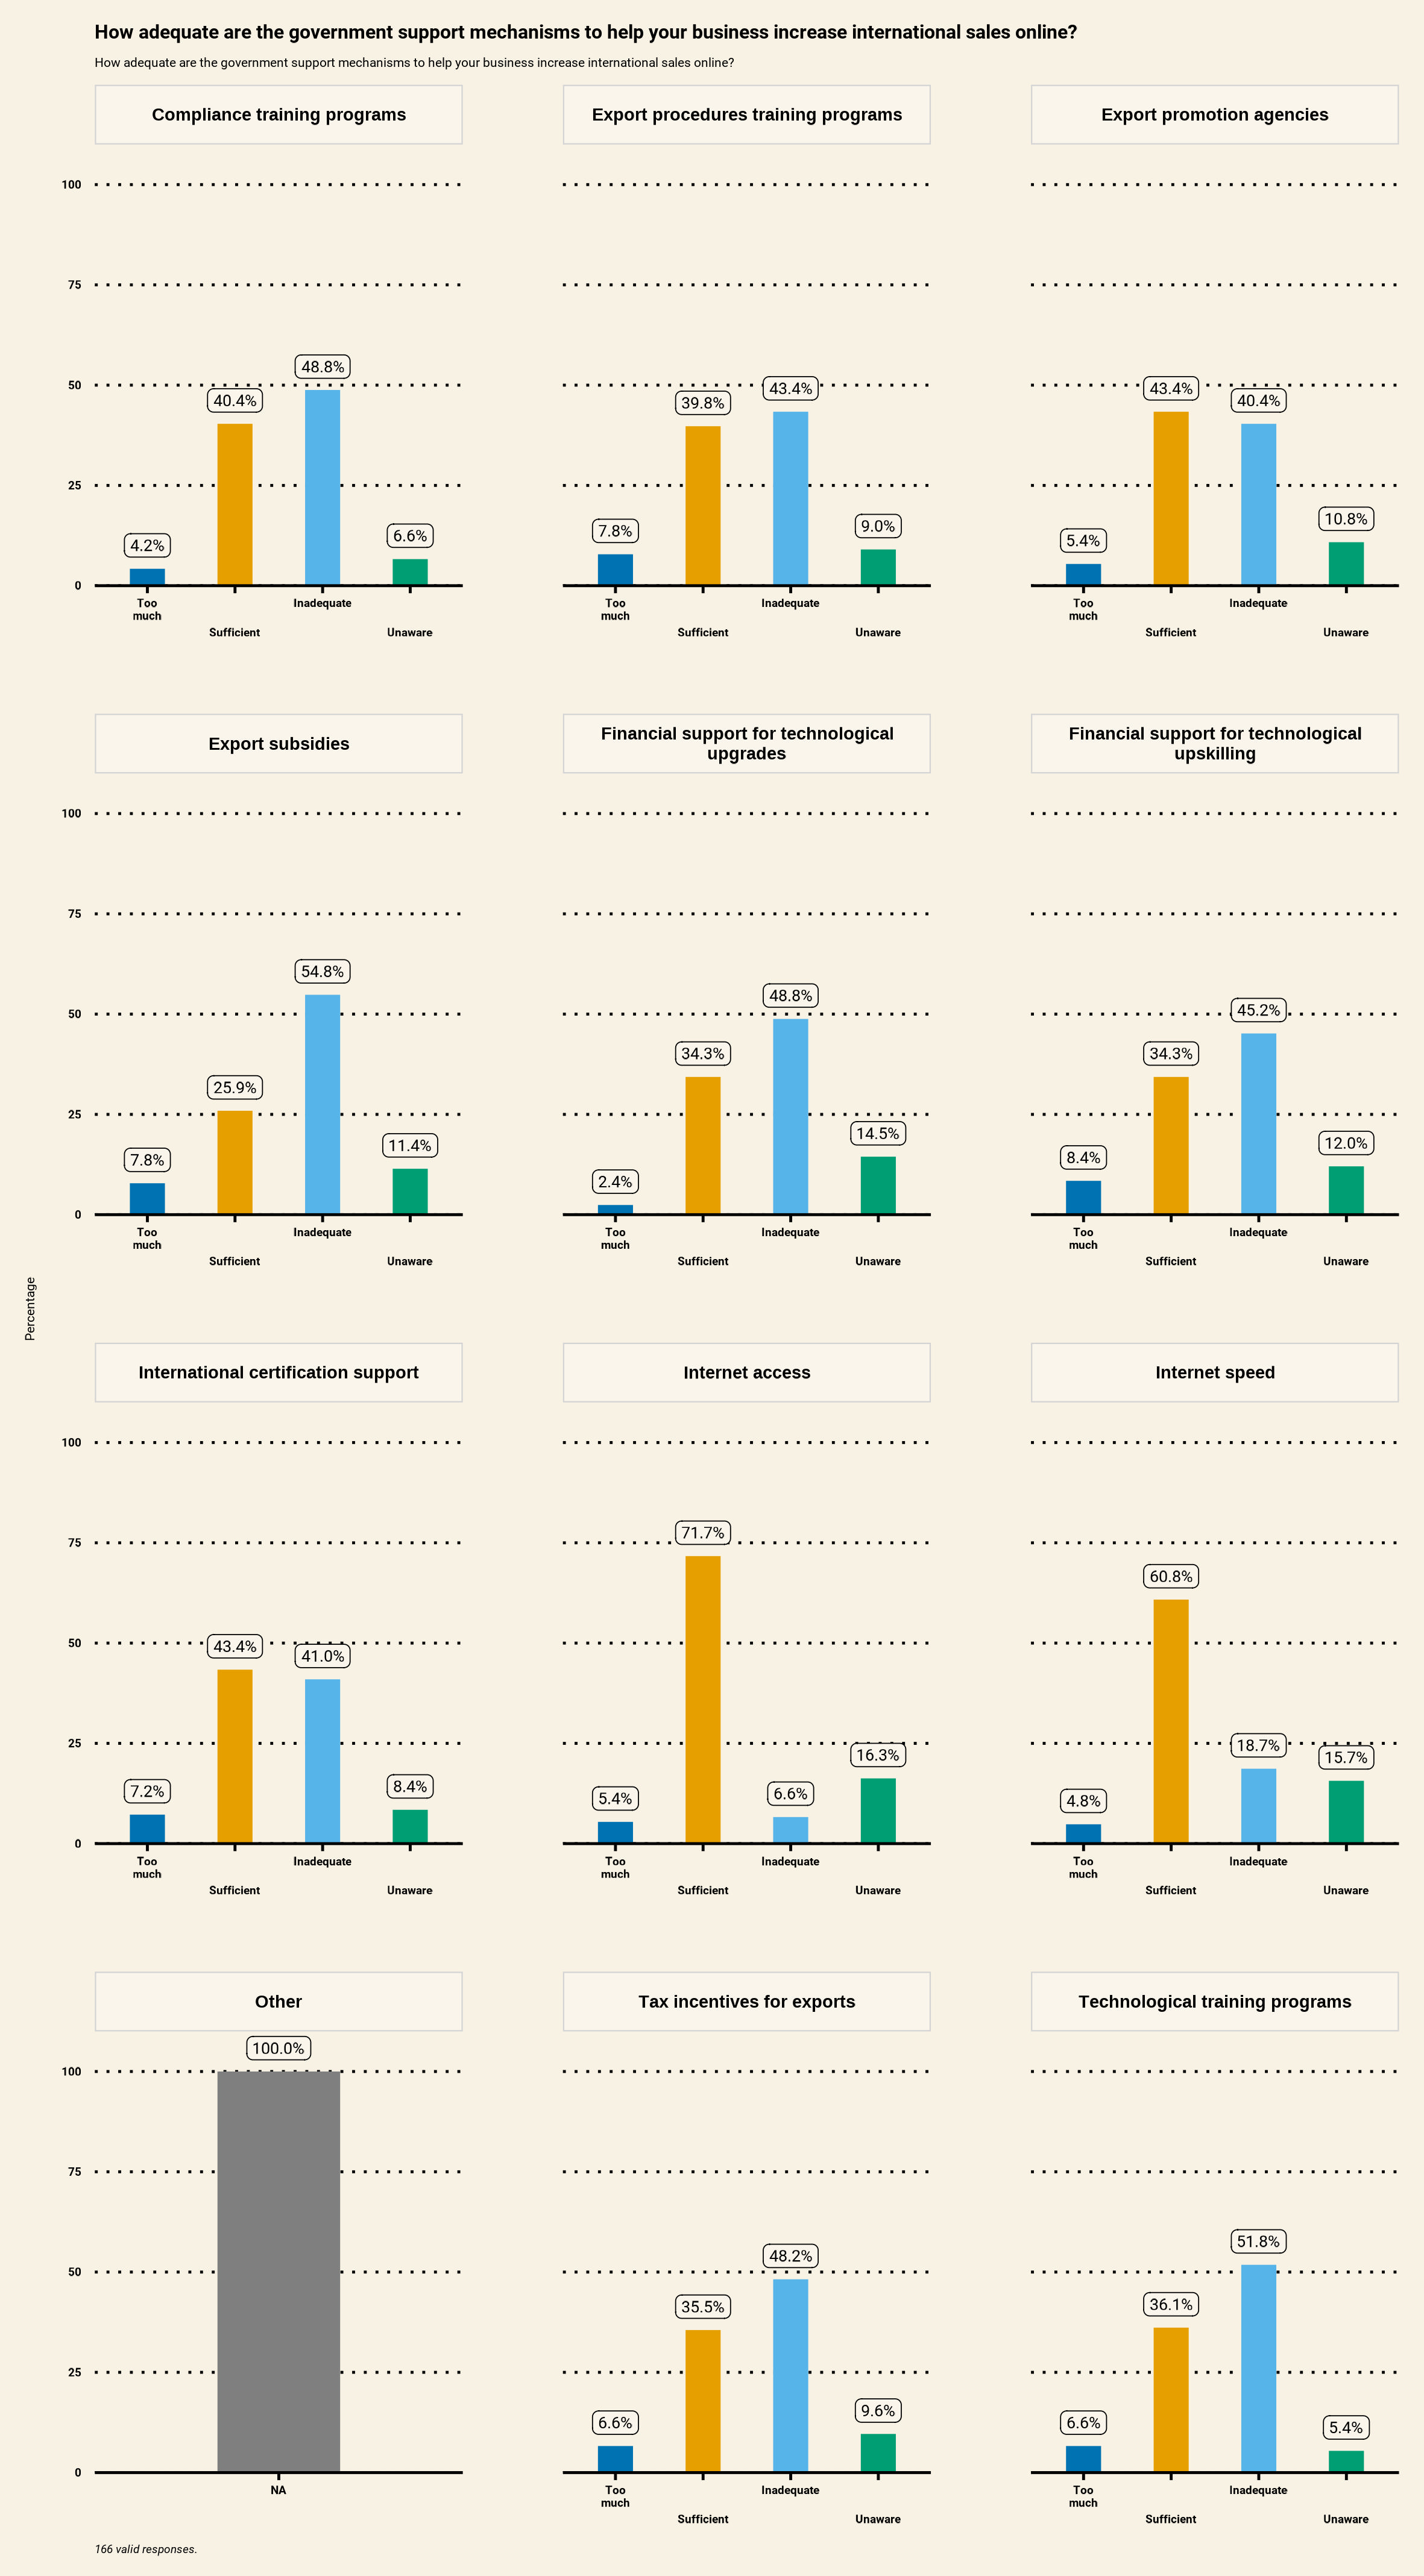 How adequate are the government support mechanisms to help your business increase international sales online?
How adequate are the government support mechanisms to help your business increase international sales online?
Compliance training programs
Export procedures training programs
Export promotion agencies
100
75
50
25
0
4.2%
40.4%
48.8%
6.6%
7.8%
39.8%
43.4%
9.0%
5.4%
43.4%
40.4%
10.8%
Too
much
Sufficient
Inadequate
Unaware
Too
much
Sufficient
Inadequate
Unaware
Too
much
Sufficient
Inadequate
Unaware
Export subsidies
Financial support for technological
upgrades
Financial support for technological
upskilling
100
75
50
25
0
7.8%
25.9%
54.8%
11.4%
2.4%
34.3%
48.8%
14.5%
8.4%
34.3%
45.2%
12.0%
Too
much
Sufficient
Inadequate
Unaware
Too
much
Sufficient
Inadequate
Unaware
Too
much
Sufficient
Inadequate
Unaware
Percentage
International certification support
Internet access
Internet speed
100
75
50
25
0
7.2%
43.4%
41.0%
8.4%
5.4%
71.7%
6.6%
16.3%
4.8%
60.8%
18.7%
15.7%
Too
much
Sufficient
Inadequate
Unaware
Too
much
Sufficient
Inadequate
Unaware
Too
much
Sufficient
Inadequate
Unaware
Other
Tax incentives for exports
Technological training programs
100
75
50
25
0
100.0%
6.6%
35.5%
48.2%
9.6%
6.6%
36.1%
51.8%
5.4%
NA
Too
much
Sufficient
Inadequate
Unaware
Too
much
Sufficient
Inadequate
Unaware
166 valid responses.